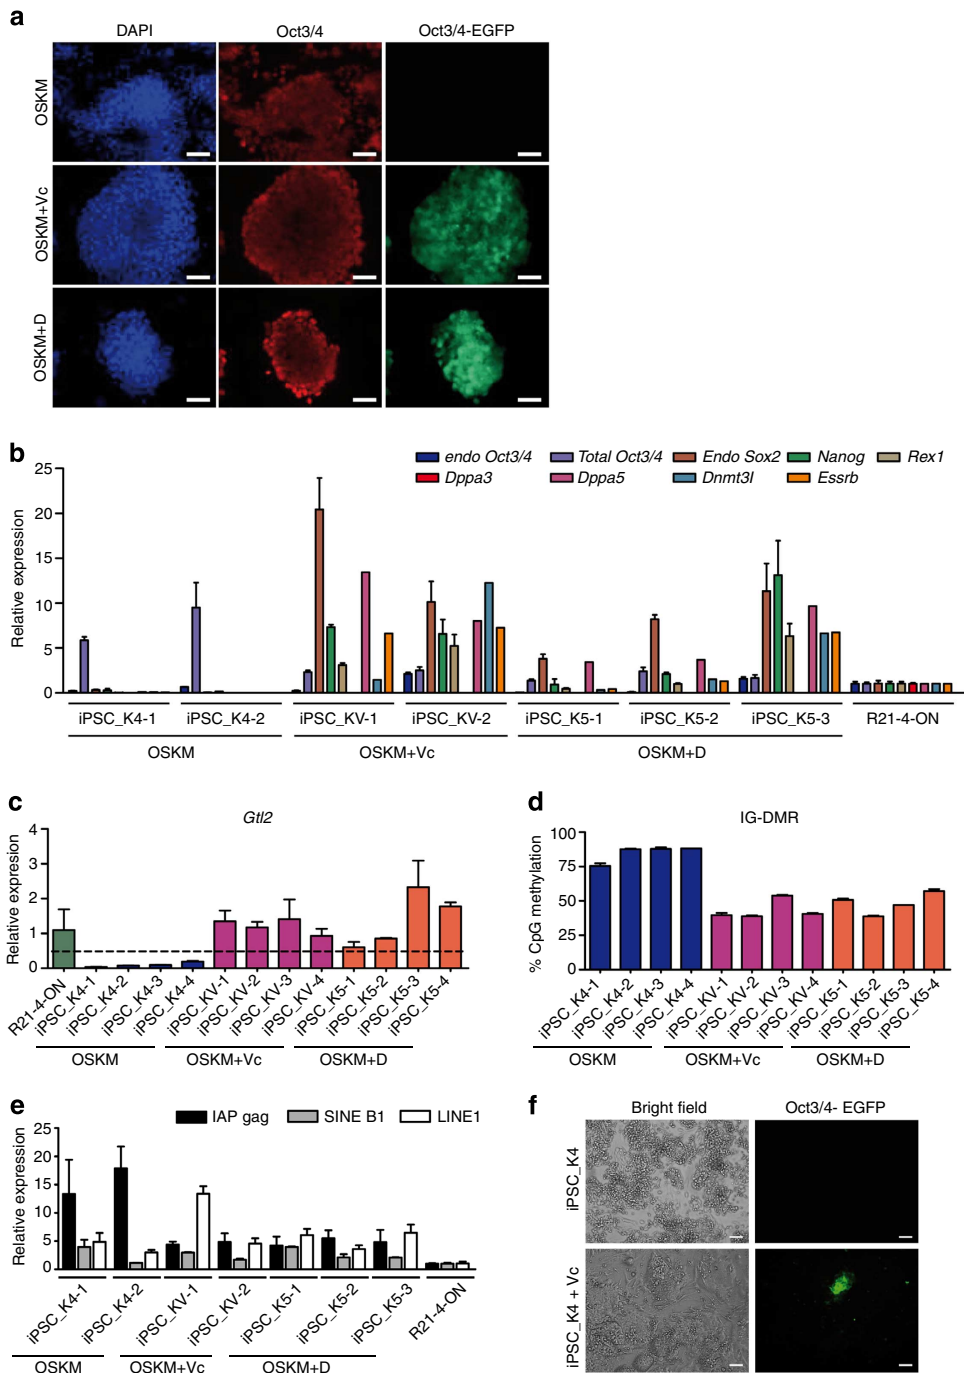 a
DAPI
Oct3/4
Oct3/4-EGFP
OSKM
OSKM+Vc
OSKM+D
b
endo Oct3/4
Total Oct3/4
Endo Sox2
Nanog
Rex1
Dppa3
Dppa5
Dnmt3l
Essrb
Relative expression
25
20
15
10
5
0
iPSC_K4-1
iPSC_K4-2
iPSC_KV-1
iPSC_KV-2
iPSC_K5-1
iPSC_K5-2
iPSC_K5-3
R21-4-ON
OSKM
OSKM+Vc
OSKM+D
c
Gtl2
Relative expression
4
3
2
1
0
R21-4-ON
iPSC_K4-1
iPSC_K4-2
iPSC_K4-3
iPSC_K4-4
iPSC_KV-1
iPSC_KV-2
iPSC_KV-3
iPSC_KV-4
iPSC_K5-1
iPSC_K5-2
iPSC_K5-3
iPSC_K5-4
OSKM
OSKM+Vc
OSKM+D
d
IG-DMR
% CpG methylation
100
75
50
25
0
iPSC_K4-1
iPSC_K4-2
iPSC_K4-3
iPSC_K4-4
iPSC_KV-1
iPSC_KV-2
iPSC_KV-3
iPSC_KV-4
iPSC_K5-1
iPSC_K5-2
iPSC_K5-3
iPSC_K5-4
OSKM
OSKM+Vc
OSKM+D
e
IAP gag
SINE B1
LINE1
Relative expression
25
20
15
10
5
0
iPSC_K4-1
iPSC_K4-2
iPSC_KV-1
iPSC_KV-2
iPSC_K5-1
iPSC_K5-2
iPSC_K5-3
R21-4-ON
OSKM
OSKM+Vc
OSKM+D
f
Bright field
Oct3/4- EGFP
iPSC_K4
iPSC_K4 + Vc